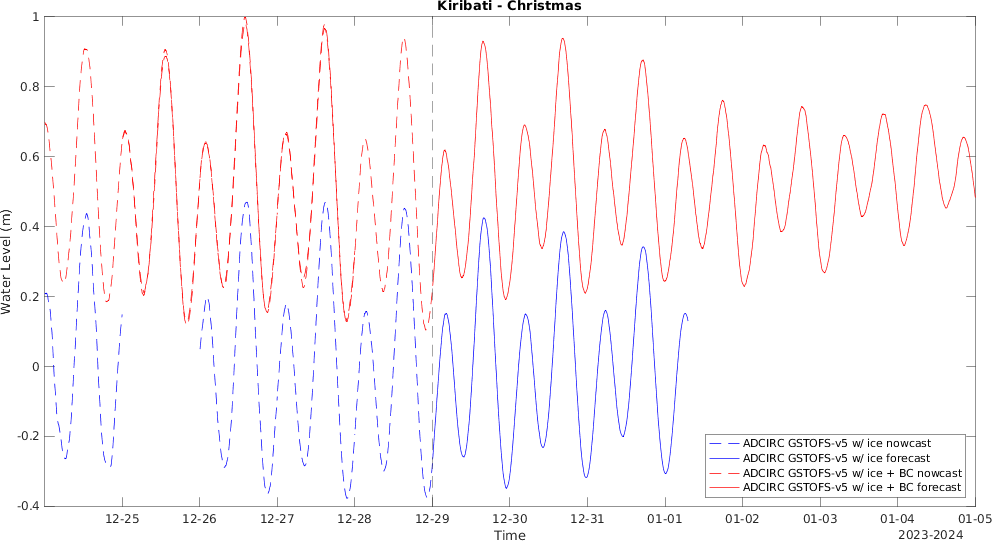 Kiribati - Christmas
1
0.8
0.6
0.4
0.2
0
-0.2
-0.4
Water Level (m)
ADCIRC GSTOFS-v5 w/ ice nowcast
ADCIRC GSTOFS-v5 w/ ice forecast
ADCIRC GSTOFS-v5 w/ ice + BC nowcast
ADCIRC GSTOFS-v5 w/ ice + BC forecast
12-25 12-26 12-27 12-28 12-29 12-30 12-31 01-01 01-02 01-03 01-04 01-05
Time
2023-2024